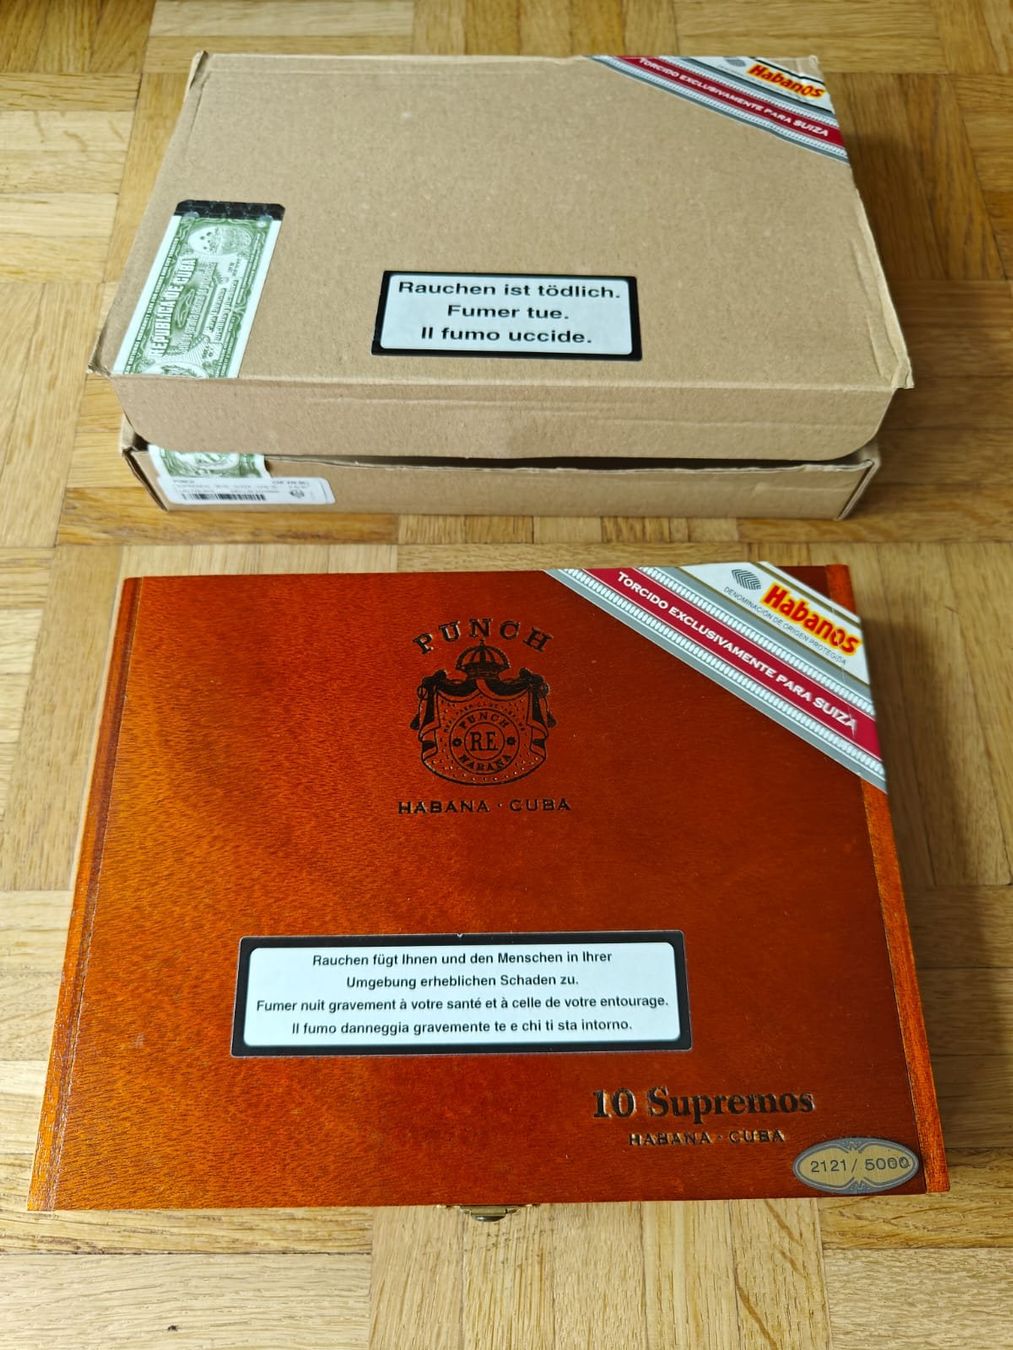 Habanos
TORCIDO EXCLUSIVAMENTE PARA SUIZA
REPUBLICA DE CUBA
Rauchen ist tödlich.
Fumer tue.
Il fumo uccide.
PUNCH
Habanos
DENOMINACIÓN DE ORIGEN PROTEGIDA
TORCIDO EXCLUSIVAMENTE PARA SUIZA
PUNCH
PUNCH
R.E.
HABANA
HABANA · CUBA
Rauchen fügt Ihnen und den Menschen in Ihrer
Umgebung erheblichen Schaden zu.
Fumer nuit gravement à votre santé et à celle de votre entourage.
Il fumo danneggia gravemente te e chi ti sta intorno.
10 Supremos
HABANA · CUBA
2121 / 5000